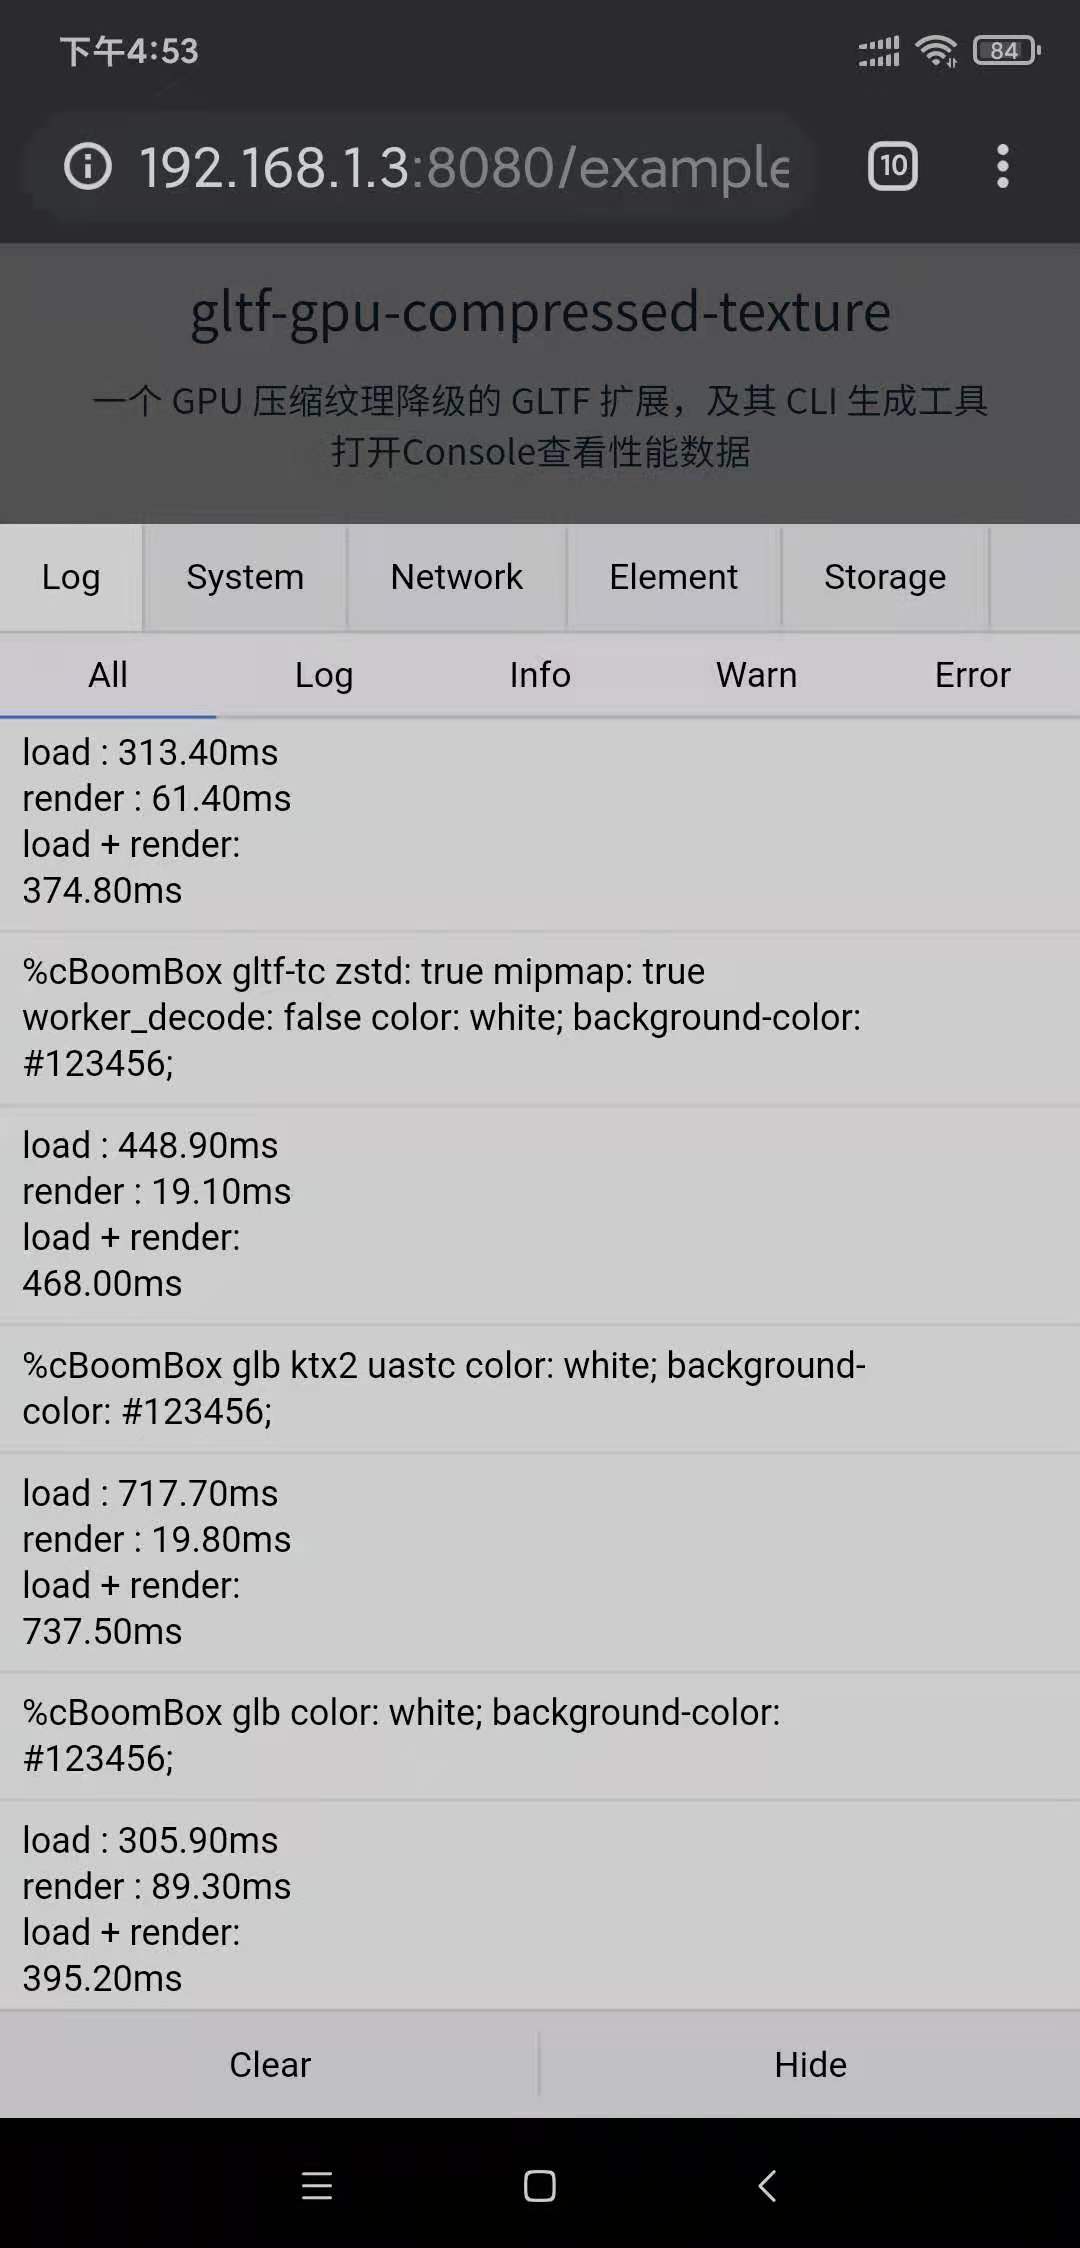 下午4:53
84
192.168.1.3:8080/example
10
gltf-gpu-compressed-texture
一个 GPU 压缩纹理降级的 GLTF 扩展，及其 CLI 生成工具
打开Console查看性能数据
Log System Network Element Storage
All Log Info Warn Error
load : 313.40ms
render : 61.40ms
load + render:
374.80ms
%cBoomBox gltf-tc zstd: true mipmap: true
worker_decode: false color: white; background-color:
#123456;
load : 448.90ms
render : 19.10ms
load + render:
468.00ms
%cBoomBox glb ktx2 uastc color: white; background-
color: #123456;
load : 717.70ms
render : 19.80ms
load + render:
737.50ms
%cBoomBox glb color: white; background-color:
#123456;
load : 305.90ms
render : 89.30ms
load + render:
395.20ms
Clear Hide